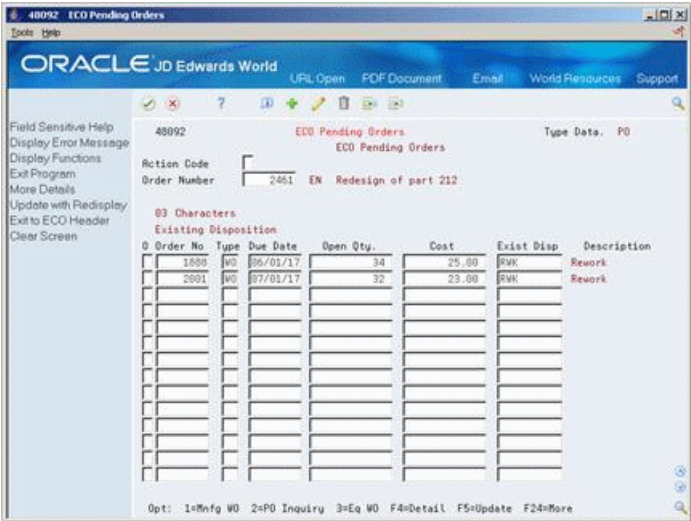 48092 ECO Pending Orders
Tools Help
ORACLE JD Edwards World
URL Open PDF Document Email World Resources Support
Field Sensitive Help
Display Error Message
Display Functions
Exit Program
More Details
Update with Redisplay
Exit to ECO Header
Clear Screen
48092 ECO Pending Orders Type Data. PO
ECO Pending Orders
Action Code
Order Number 2461 EN Redesign of part 212
03 Characters
Existing Disposition
O Order No Type Due Date Open Qty. Cost Exist Disp Description
1888 WO 06/01/17 34 25.00 RWK Rework
2001 WO 07/01/17 32 23.00 RWK Rework
Opt: 1=Mnfg WO 2=PO Inquiry 3=Eq WO F4=Detail F5=Update F24=More